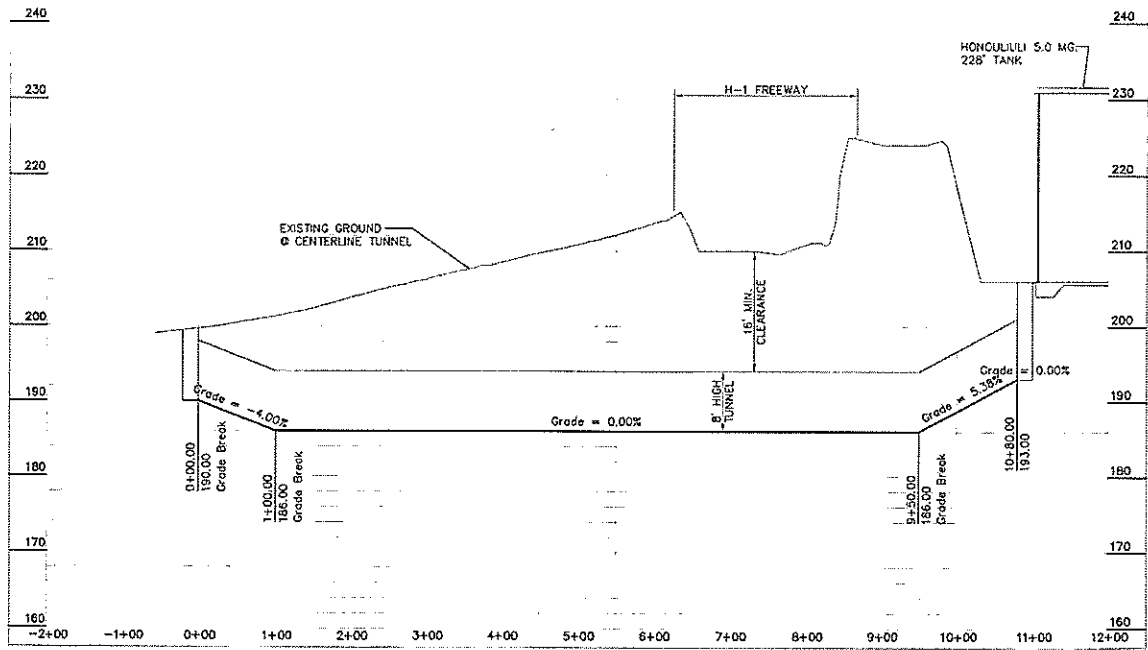 240
240
HONOULIULI 5.0 MG.
228' TANK
230
H-1 FREEWAY
230
220
220
EXISTING GROUND
@ CENTERLINE TUNNEL
210
210
16' MIN.
CLEARANCE
200
200
Grade = 0.00%
190
Grade = -4.00%
Grade = 0.00%
8' HIGH
TUNNEL
Grade = 5.38%
190
0+00.00
190.00
Grade Break
1+00.00
186.00
Grade Break
9+50.00
186.00
Grade Break
10+80.00
193.00
180
180
170
170
160
160
-2+00 -1+00 0+00 1+00 2+00 3+00 4+00 5+00 6+00 7+00 8+00 9+00 10+00 11+00 12+00